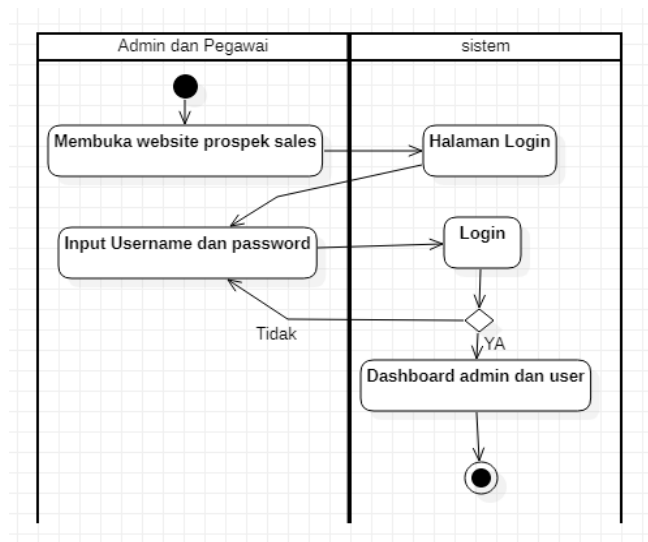 Admin dan Pegawai
sistem
Membuka website prospek sales
Halaman Login
Input Username dan password
Login
Tidak
YA
Dashboard admin dan user